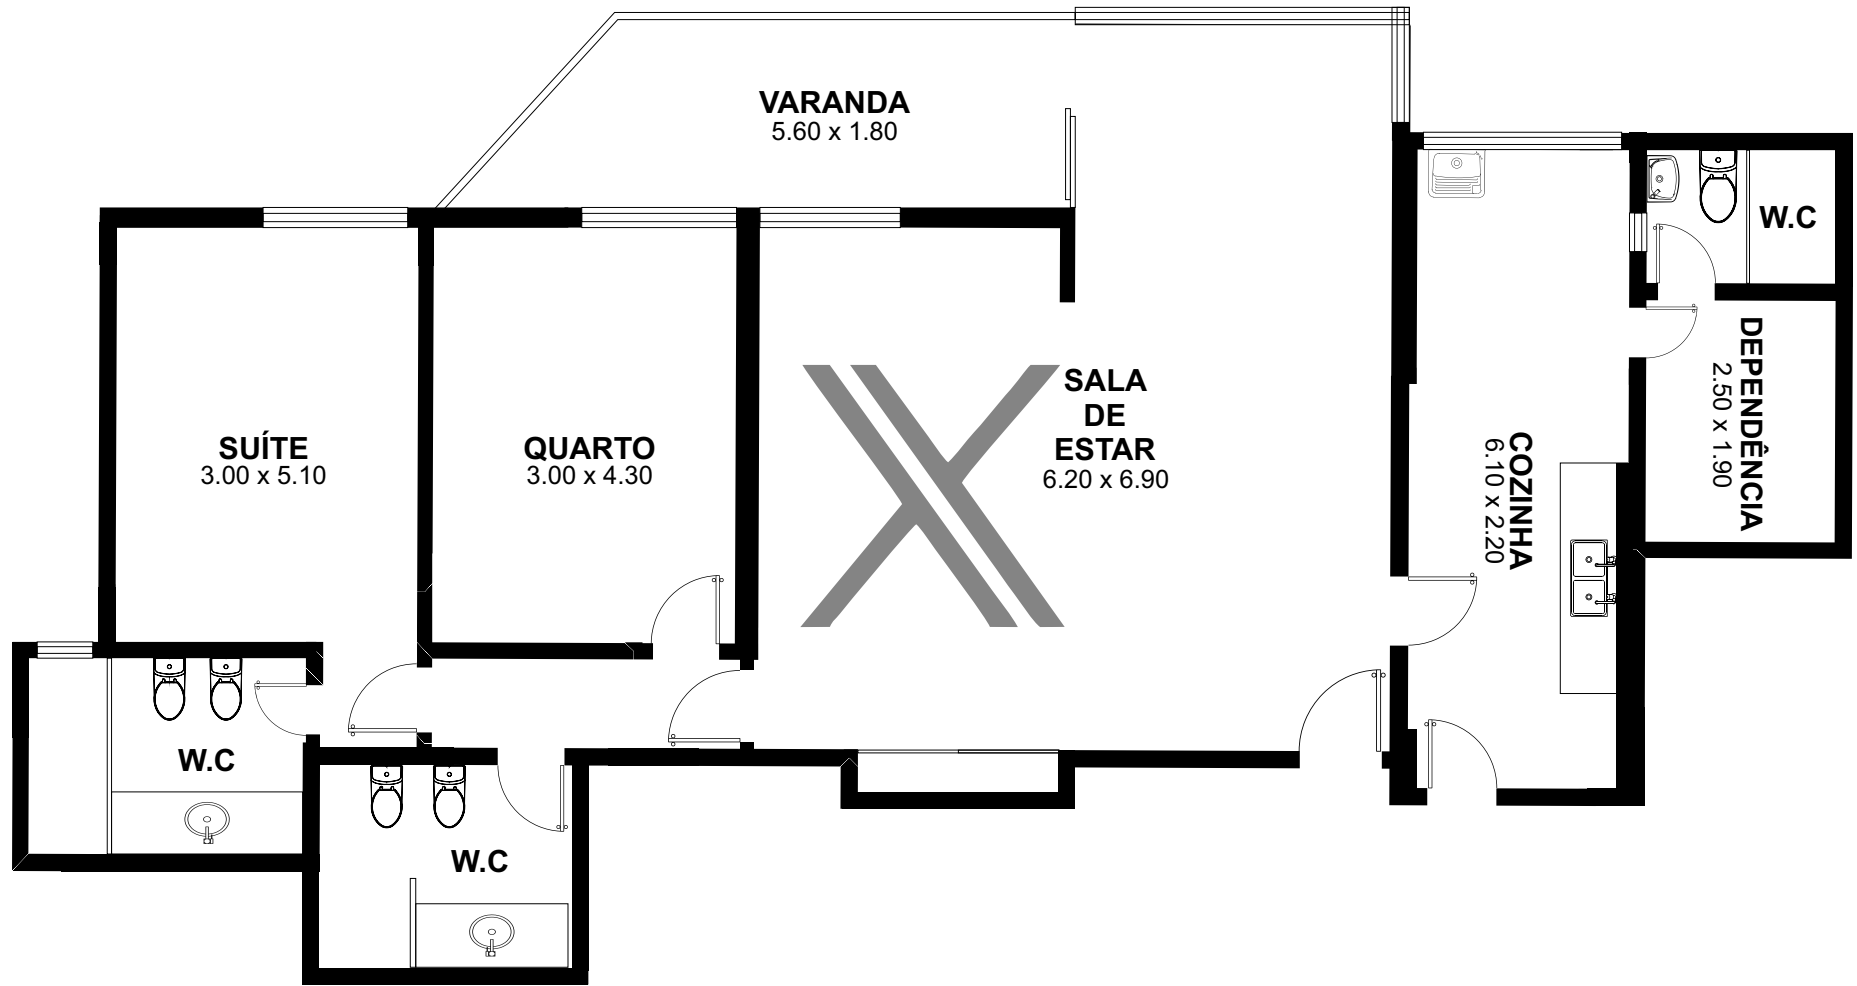 VARANDA
5.60 x 1.80
W.C
SUÍTE
3.00 x 5.10
QUARTO
3.00 x 4.30
SALA
DE
ESTAR
6.20 x 6.90
COZINHA
6.10 x 2.20
DEPENDÊNCIA
2.50 x 1.90
W.C
W.C